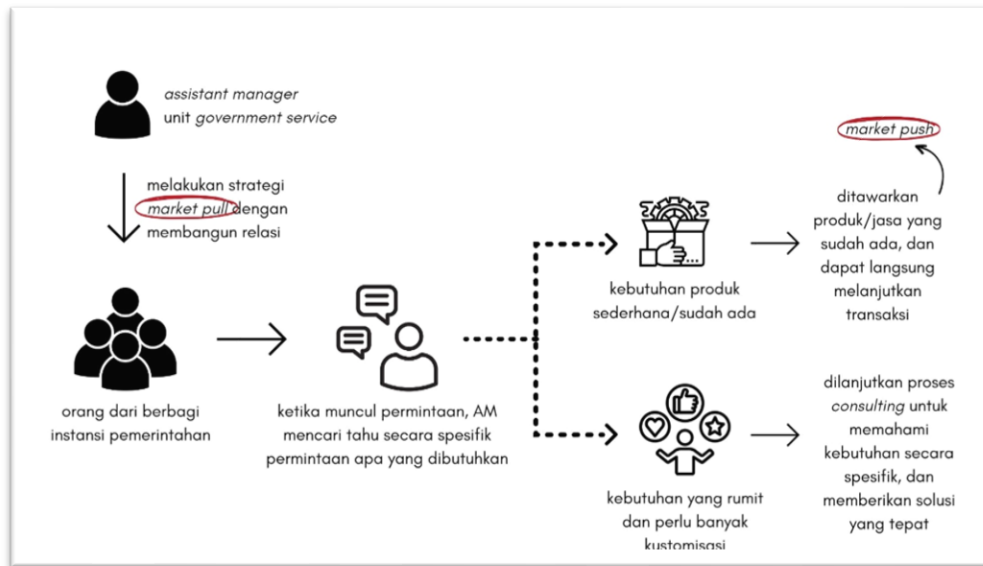 assistant manager
unit government service
melakukan strategi
market pull dengan
membangun relasi
orang dari berbagi
instansi pemerintahan
ketika muncul permintaan, AM
mencari tahu secara spesifik
permintaan apa yang dibutuhkan
kebutuhan produk
sederhana/sudah ada
market push
ditawarkan
produk/jasa yang
sudah ada, dan
dapat langsung
melanjutkan
transaksi
kebutuhan yang rumit
dan perlu banyak
kustomisasi
dilanjutkan proses
consulting untuk
memahami
kebutuhan secara
spesifik, dan
memberikan solusi
yang tepat